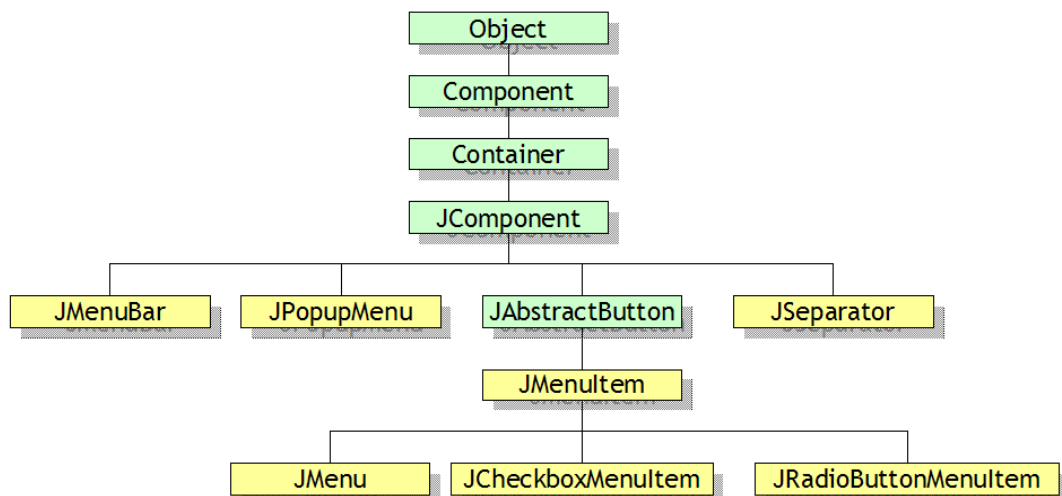 Object
Component
Container
JComponent
JMenuBar
JPopupMenu
JAbstractButton
JSeparator
JMenuItem
JMenu
JCheckboxMenuItem
JRadioButtonMenuItem